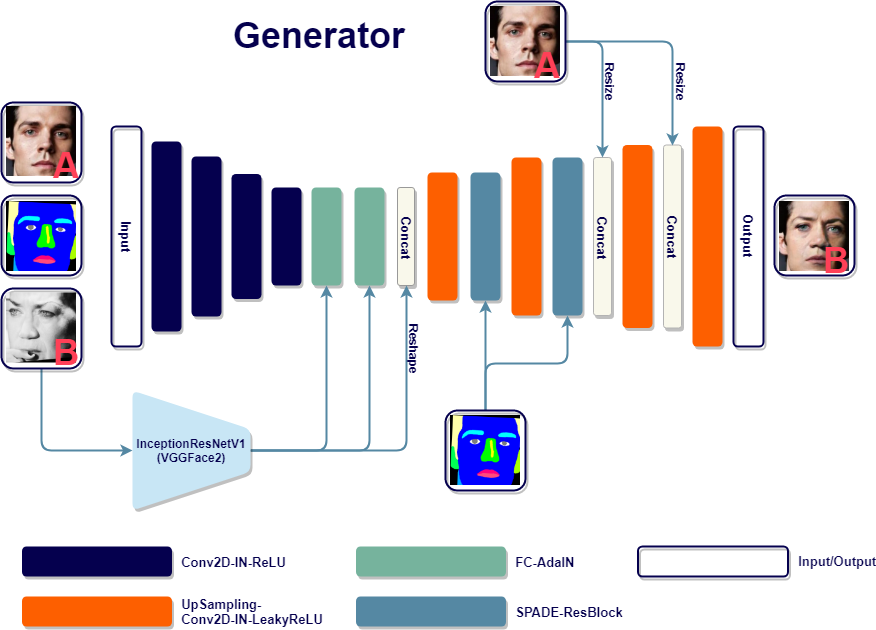 Generator
A
Resize
Resize
A
B
Input
Concat
Concat
Concat
Output
B
Reshape
InceptionResNetV1
(VGGFace2)
Conv2D-IN-ReLU
FC-AdaIN
Input/Output
UpSampling-
Conv2D-IN-LeakyReLU
SPADE-ResBlock